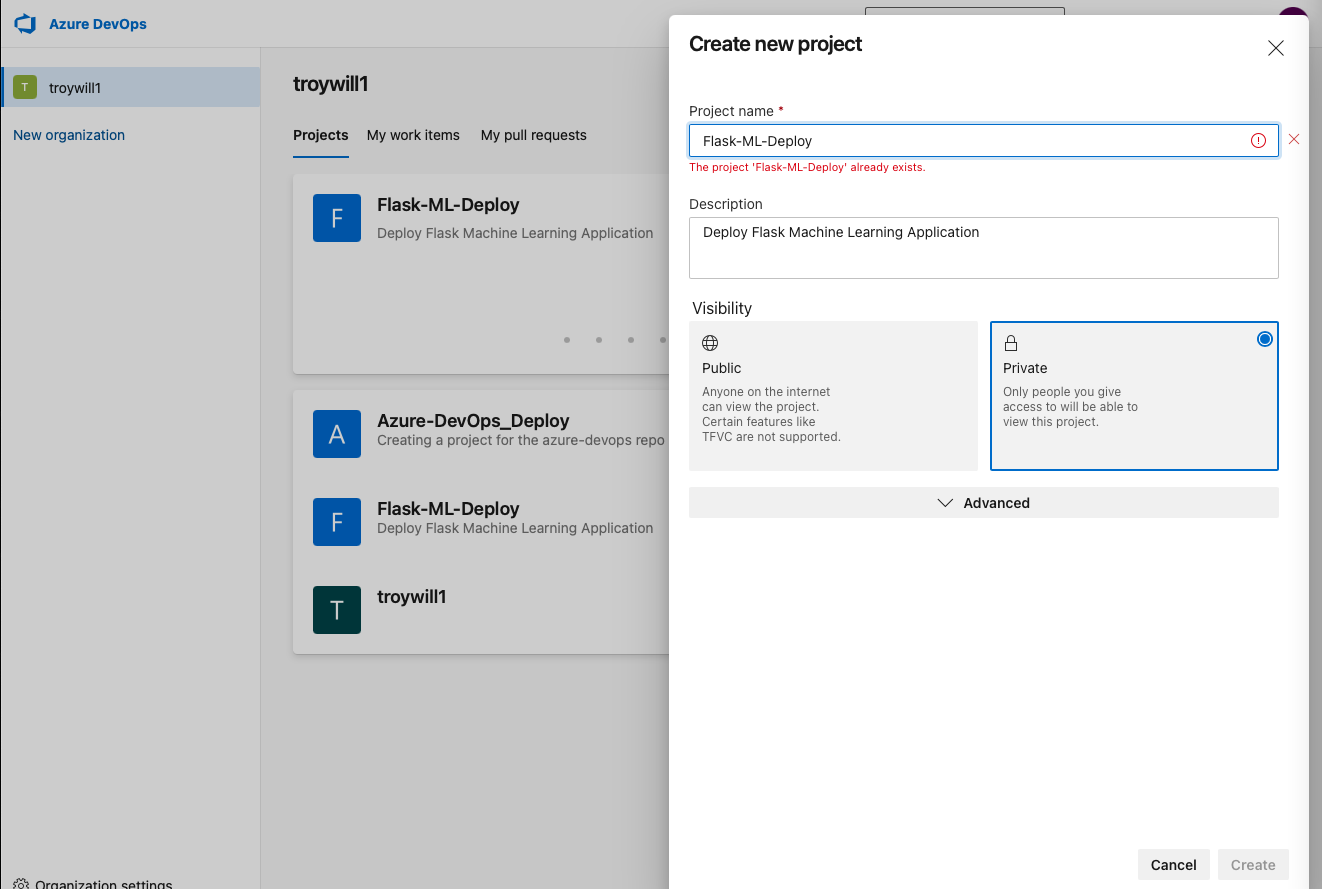 Azure DevOps
T
troywill1
New organization
Organization settings
troywill1
Projects My work items My pull requests
F
Flask-ML-Deploy
Deploy Flask Machine Learning Application
A
Azure-DevOps_Deploy
Creating a project for the azure-devops repo
F
Flask-ML-Deploy
Deploy Flask Machine Learning Application
T
troywill1
Create new project
Project name *
Flask-ML-Deploy
The project 'Flask-ML-Deploy' already exists.
Description
Deploy Flask Machine Learning Application
Visibility
Public
Anyone on the internet
can view the project.
Certain features like
TFVC are not supported.
Private
Only people you give
access to will be able to
view this project.
Advanced
Cancel Create